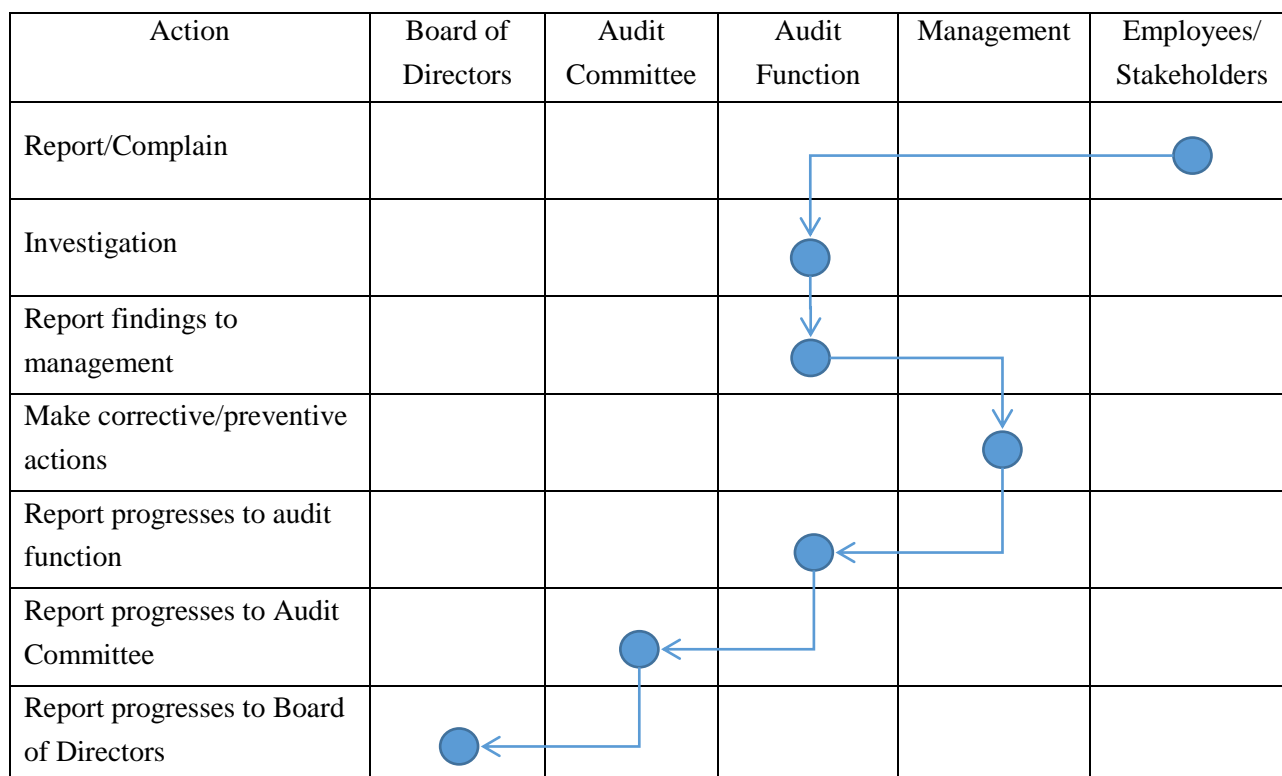 Action
Board of
Directors
Audit
Committee
Audit
Function
Management
Employees/
Stakeholders
Report/Complain
Investigation
Report findings to
management
Make corrective/preventive
actions
Report progresses to audit
function
Report progresses to Audit
Committee
Report progresses to Board
of Directors